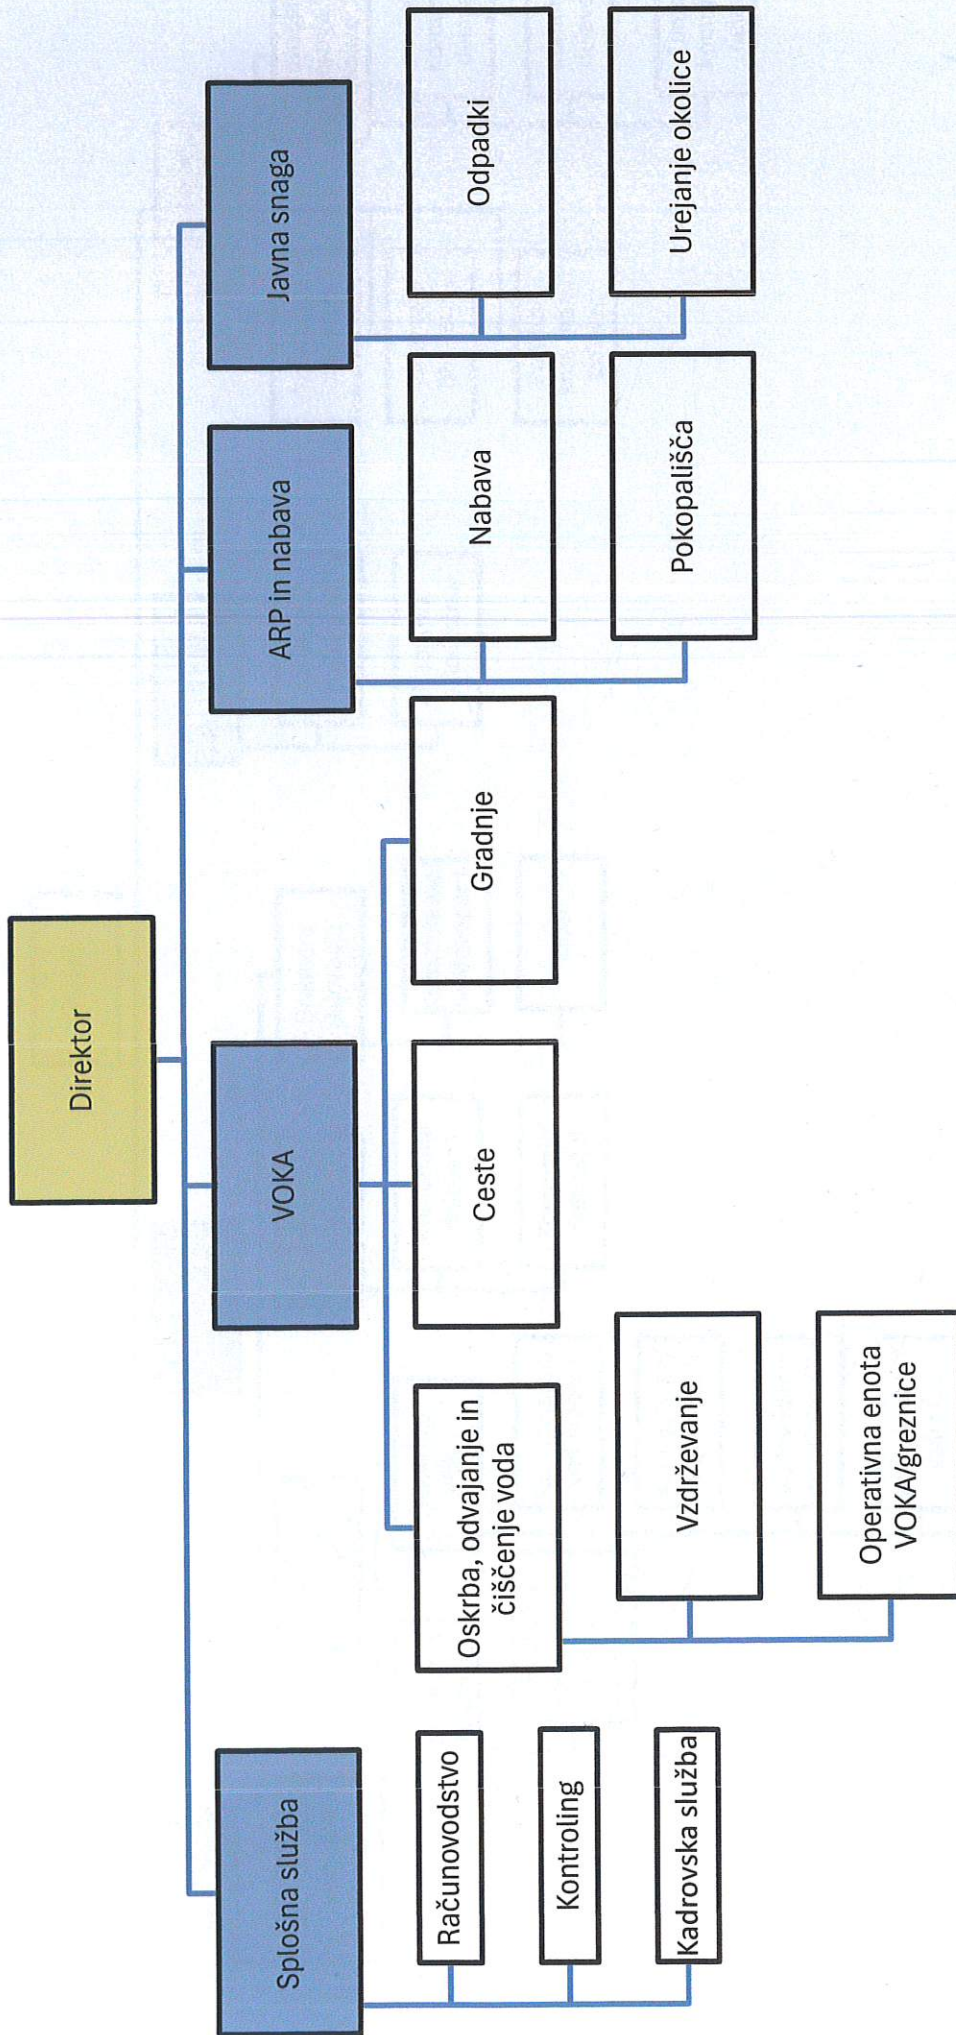 Direktor
Splošna služba
VOKA
ARP in nabava
Javna snaga
Računovodstvo
Kontroling
Kadrovska služba
Oskrba, odvajanje in
čiščenje voda
Vzdrževanje
Operativna enota
VOKA/greznice
Ceste
Gradnje
Nabava
Pokopališča
Odpadki
Urejanje okolice